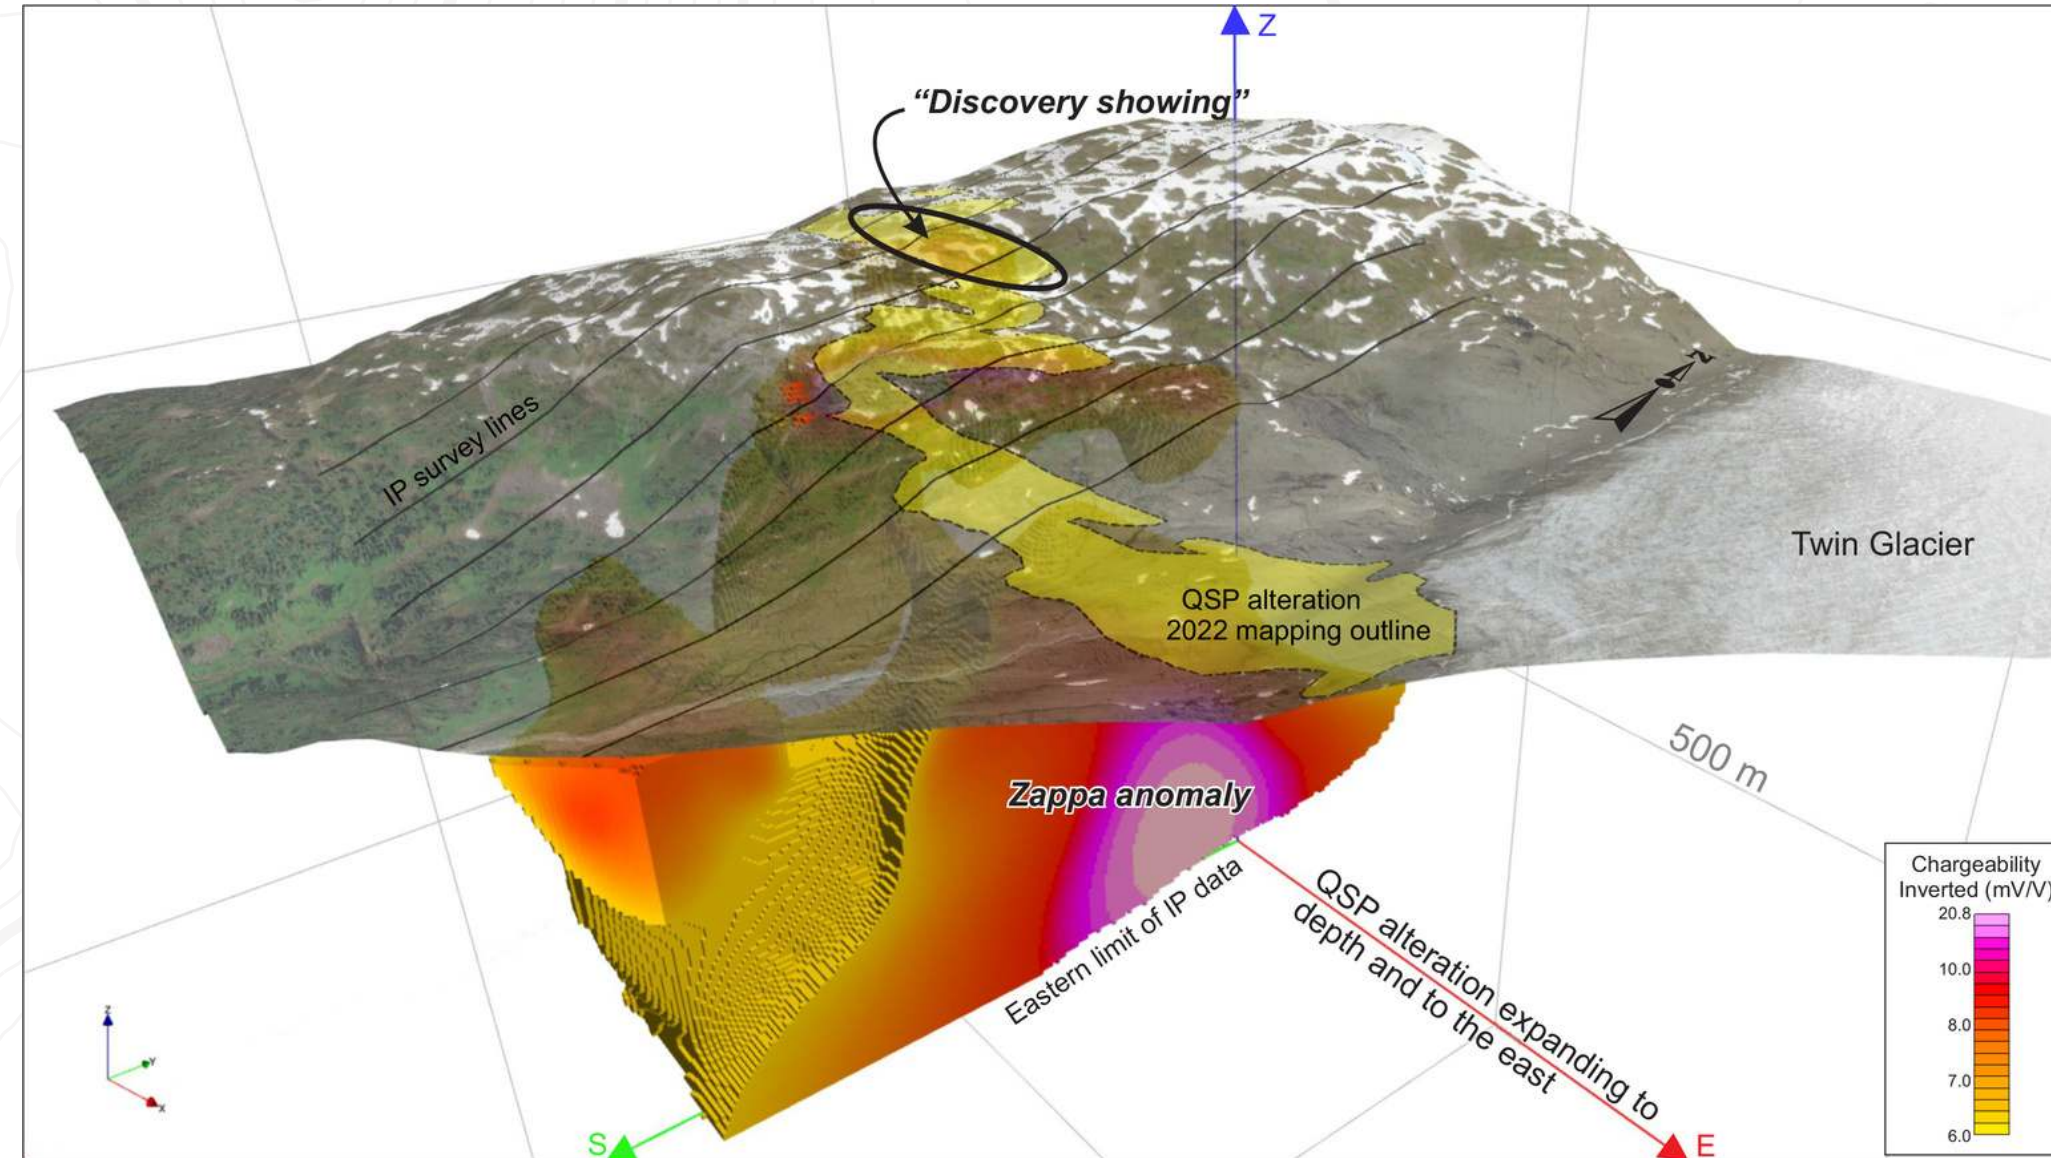 Z
“Discovery showing”
IP survey lines
N
Twin Glacier
QSP alteration
2022 mapping outline
500 m
Zappa anomaly
Eastern limit of IP data
QSP alteration expanding to
depth and to the east
Chargeability
Inverted (mV/V)
20.8
10.0
8.0
7.0
6.0
Z
Y
X
S
E